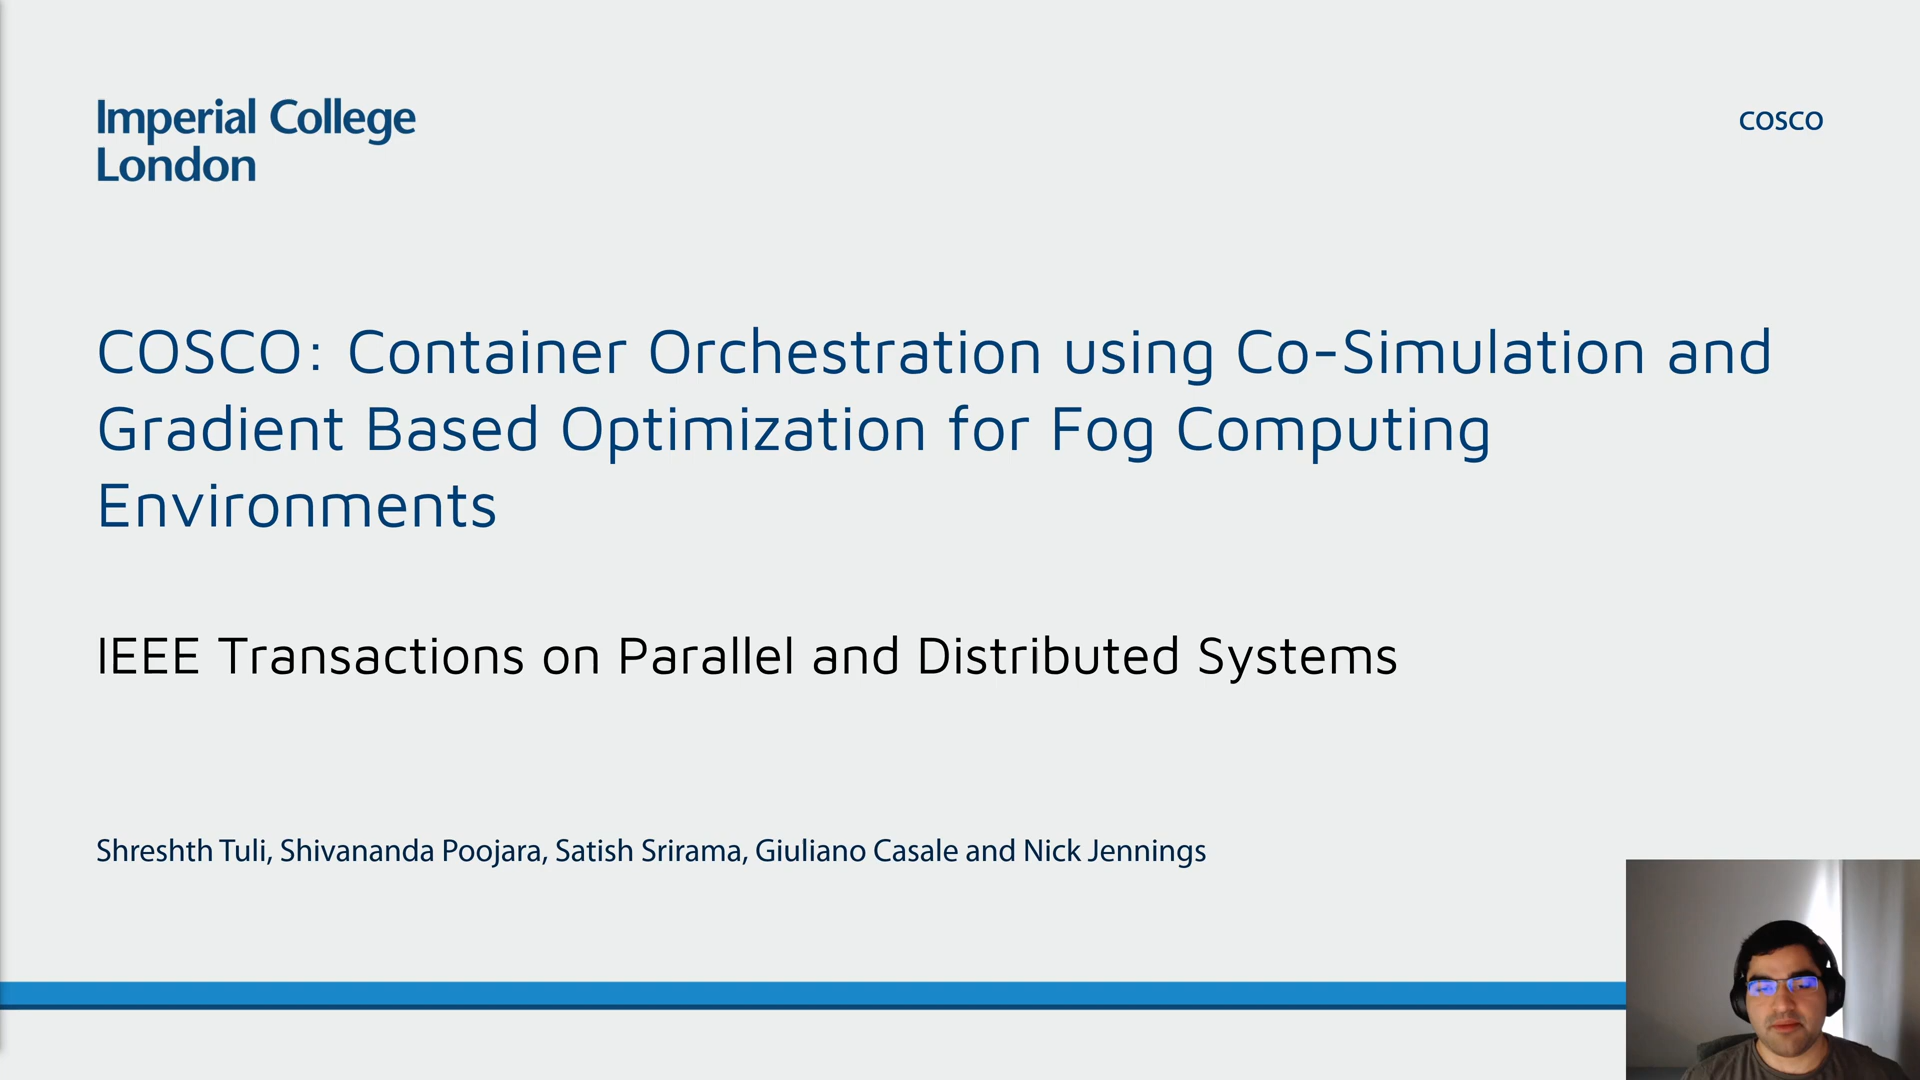 Imperial College
London
COSCO
COSCO: Container Orchestration using Co-Simulation and
Gradient Based Optimization for Fog Computing
Environments
IEEE Transactions on Parallel and Distributed Systems
Shreshth Tuli, Shivananda Poojara, Satish Srirama, Giuliano Casale and Nick Jennings